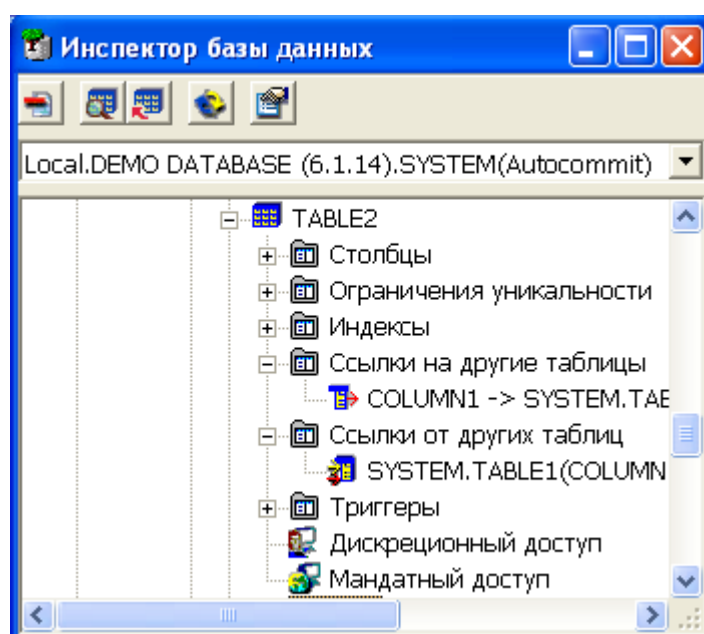 Инспектор базы данных
Local.DEMO DATABASE (6.1.14).SYSTEM(Autocommit)
TABLE2
Столбцы
Ограничения уникальности
Индексы
Ссылки на другие таблицы
COLUMN1 -> SYSTEM.TAB
Ссылки от других таблиц
SYSTEM.TABLE1(COLUMN
Триггеры
Дискреционный доступ
Мандатный доступ